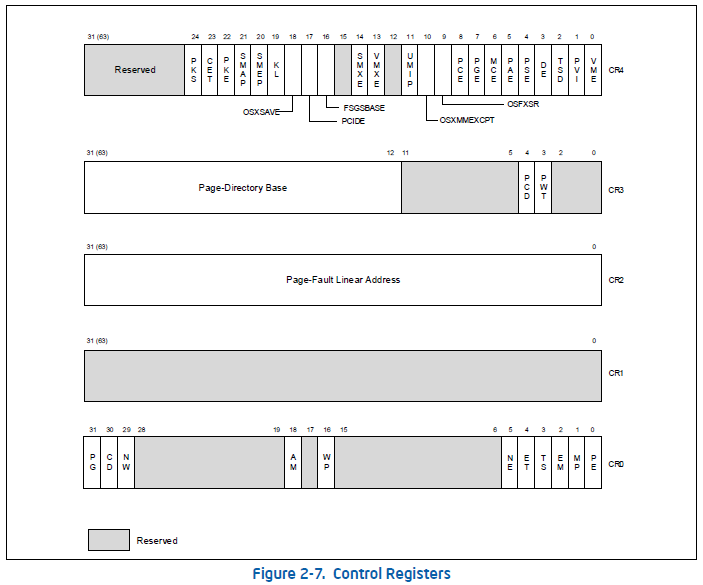 31 (63) 24 23 22 21 20 19 18 17 16 15 14 13 12 11 10 9 8 7 6 5 4 3 2 1 0
Reserved PKS CET PKE SMAP SMEP KL SMXE VMXE UMIP PCE PGE MCE PAE PSE DE TSD PVI VME CR4
OSXSAVE FSGSBASE OSFXSR
PCIDE OSXMMEXCPT
31 (63) 12 11 5 4 3 2 0
Page-Directory Base PCD PWT CR3
31 (63) 0
Page-Fault Linear Address CR2
31 (63) 0
CR1
31 30 29 28 19 18 17 16 15 6 5 4 3 2 1 0
PG CD NW AM WP NE ET TS EM MP PE CR0
Reserved
Figure 2-7. Control Registers